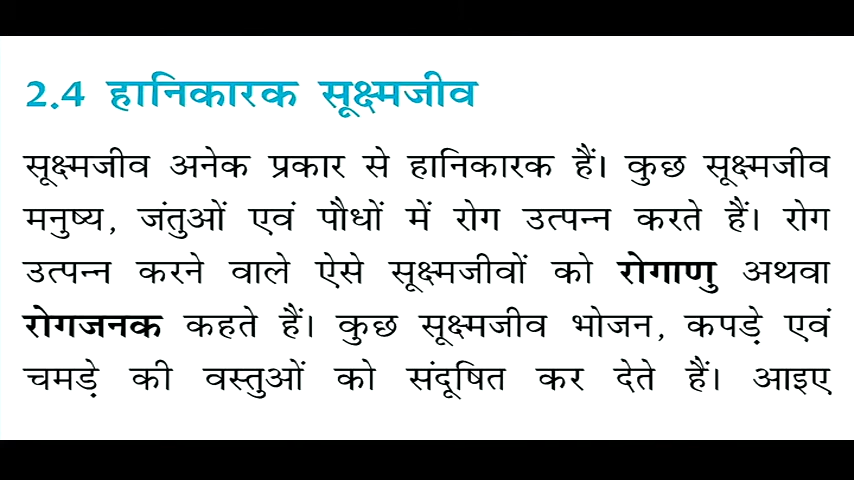 2.4 हानिकारक सूक्ष्मजीव
सूक्ष्मजीव अनेक प्रकार से हानिकारक हैं। कुछ सूक्ष्मजीव
मनुष्य, जंतुओं एवं पौधों में रोग उत्पन्न करते हैं। रोग
उत्पन्न करने वाले ऐसे सूक्ष्मजीवों को रोगाणु अथवा
रोगजनक कहते हैं। कुछ सूक्ष्मजीव भोजन, कपड़े एवं
चमड़े की वस्तुओं को संदूषित कर देते हैं। आइए